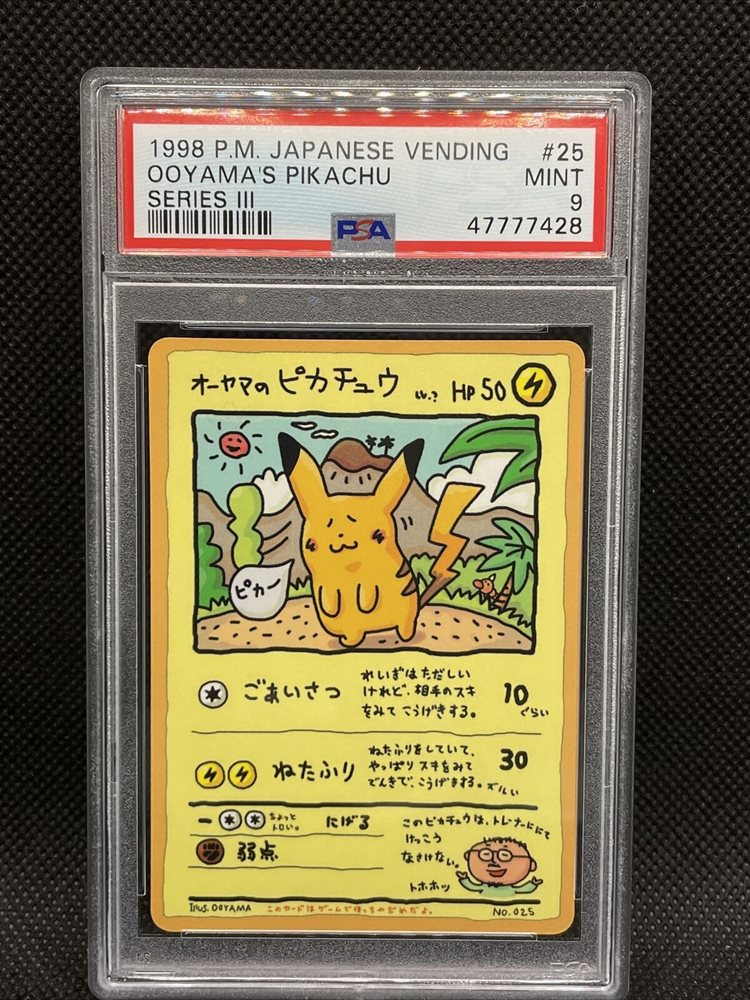 1998 P.M. JAPANESE VENDING #25
OOYAMA'S PIKACHU MINT
SERIES III 9
PSA 47777428
オーヤマの ピカチュウ LV.? HP 50
ピカー
ごあいさつ
れいぎはただしい
けれど、相手のスキ
をみてこうげきする。
10
ぐらい
ねたふり
ねたふりをしていて、
やっぱりスキをみて
でんきで、こうげきする。
30
ズルい
ちょっと
トロい。
にげる
弱点
このピカチュウは、トレーナーににて
けっこう
なさけない。
トホホッ
Illus. OOYAMA このカードはゲームで使っちゃだめだよ。 NO.025
PSA